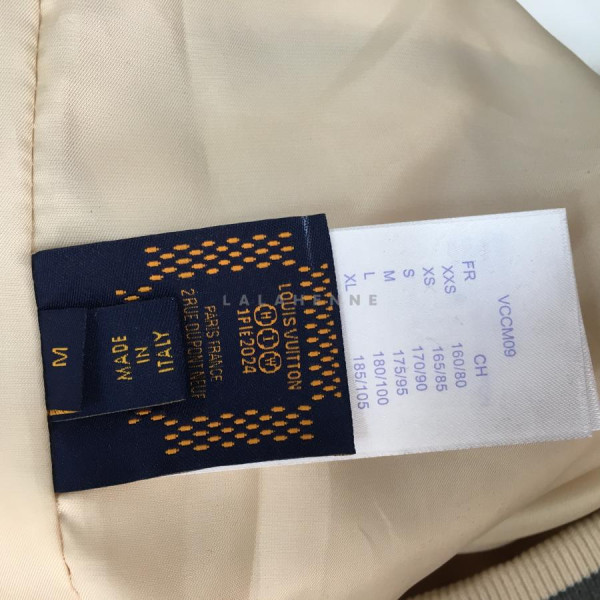 LOUIS VUITTON
H I W
1PIE2024
PARIS FRANCE
2 RUE DU PONT NEUF
MADE
IN
ITALY
M
VCCM09
FR CH
XXS 160/80
XS 165/85
S 170/90
M 175/95
L 180/100
XL 185/105
LALAHENNE